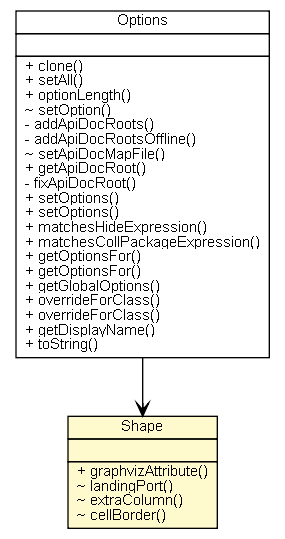 Options
+ clone()
+ setAll()
+ optionLength()
~ setOption()
- addApiDocRoots()
- addApiDocRootsOffline()
~ setApiDocMapFile()
+ getApiDocRoot()
- fixApiDocRoot()
+ setOptions()
+ setOptions()
+ matchesHideExpression()
+ matchesCollPackageExpression()
+ getOptionsFor()
+ getOptionsFor()
+ getGlobalOptions()
+ overrideForClass()
+ overrideForClass()
+ getDisplayName()
+ toString()
Shape
+ graphvizAttribute()
~ landingPort()
~ extraColumn()
~ cellBorder()